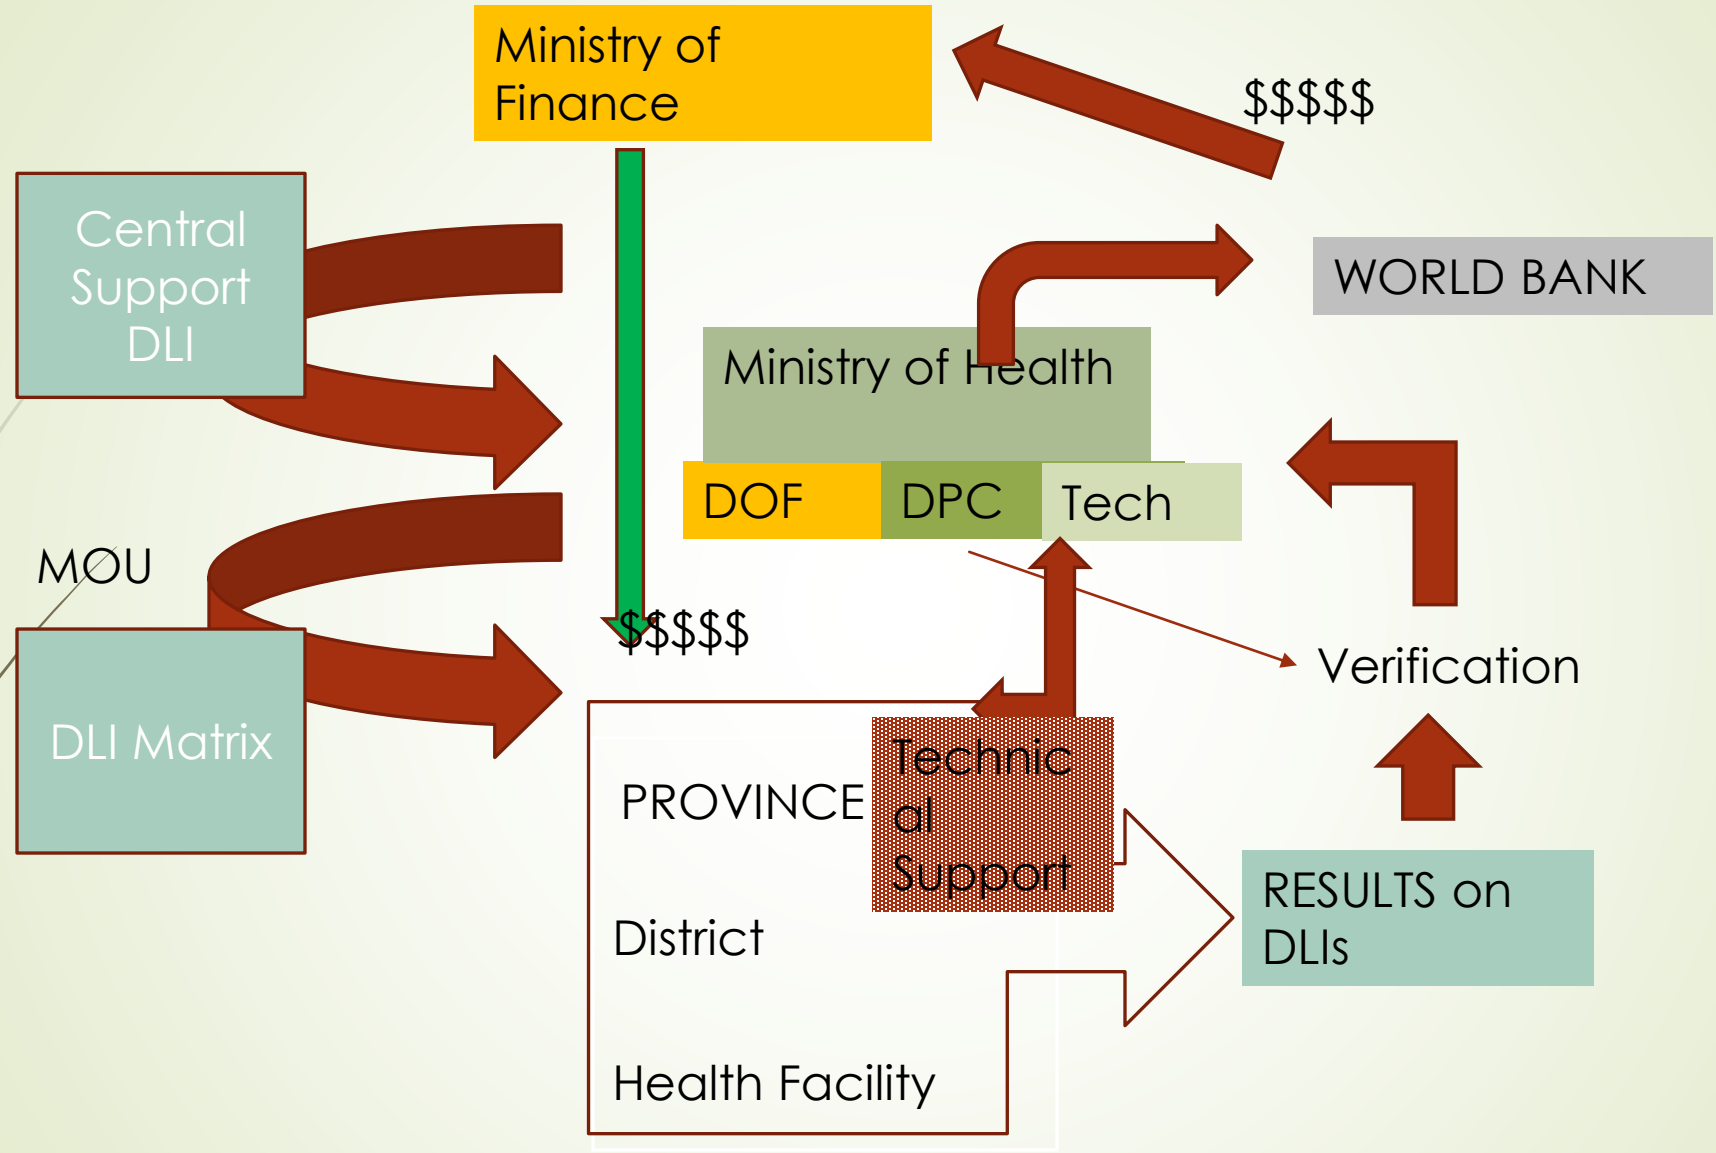 Ministry of
Finance
$$$$$
Central
Support
DLI
WORLD BANK
Ministry of Health
DOF
DPC
Tech
MOU
$$$$$
Verification
DLI Matrix
Technic
al
Support
PROVINCE
District
Health Facility
RESULTS on
DLIs